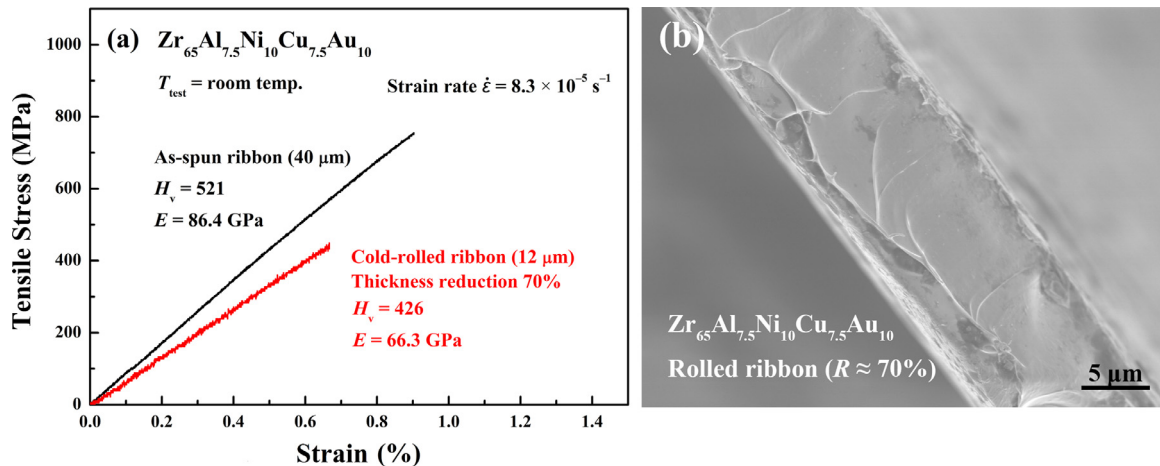 (a) Zr65Al7.5Ni10Cu7.5Au10
Ttest = room temp.
Strain rate ε̇ = 8.3 × 10–5 s–1
As-spun ribbon (40 μm)
Hv = 521
E = 86.4 GPa
Cold-rolled ribbon (12 μm)
Thickness reduction 70%
Hv = 426
E = 66.3 GPa
Tensile Stress (MPa)
1000
800
600
400
200
0
0.0 0.2 0.4 0.6 0.8 1.0 1.2 1.4
Strain (%)
(b)
Zr65Al7.5Ni10Cu7.5Au10
Rolled ribbon (R ≈ 70%)
5 μm